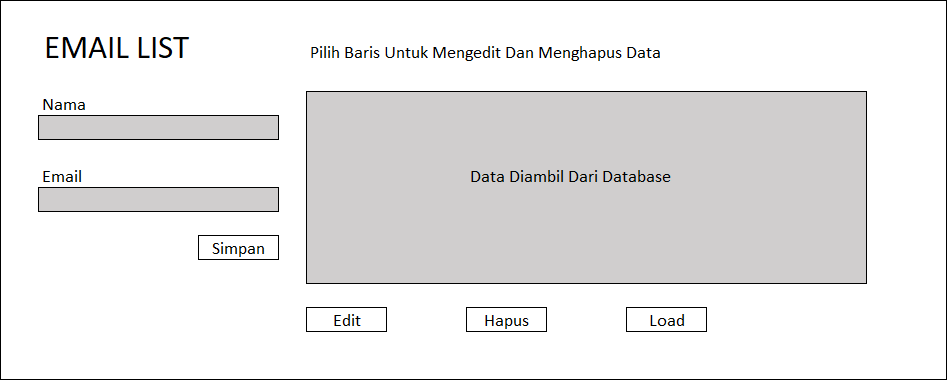 EMAIL LIST
Pilih Baris Untuk Mengedit Dan Menghapus Data
Nama
Email
Simpan
Data Diambil Dari Database
Edit
Hapus
Load